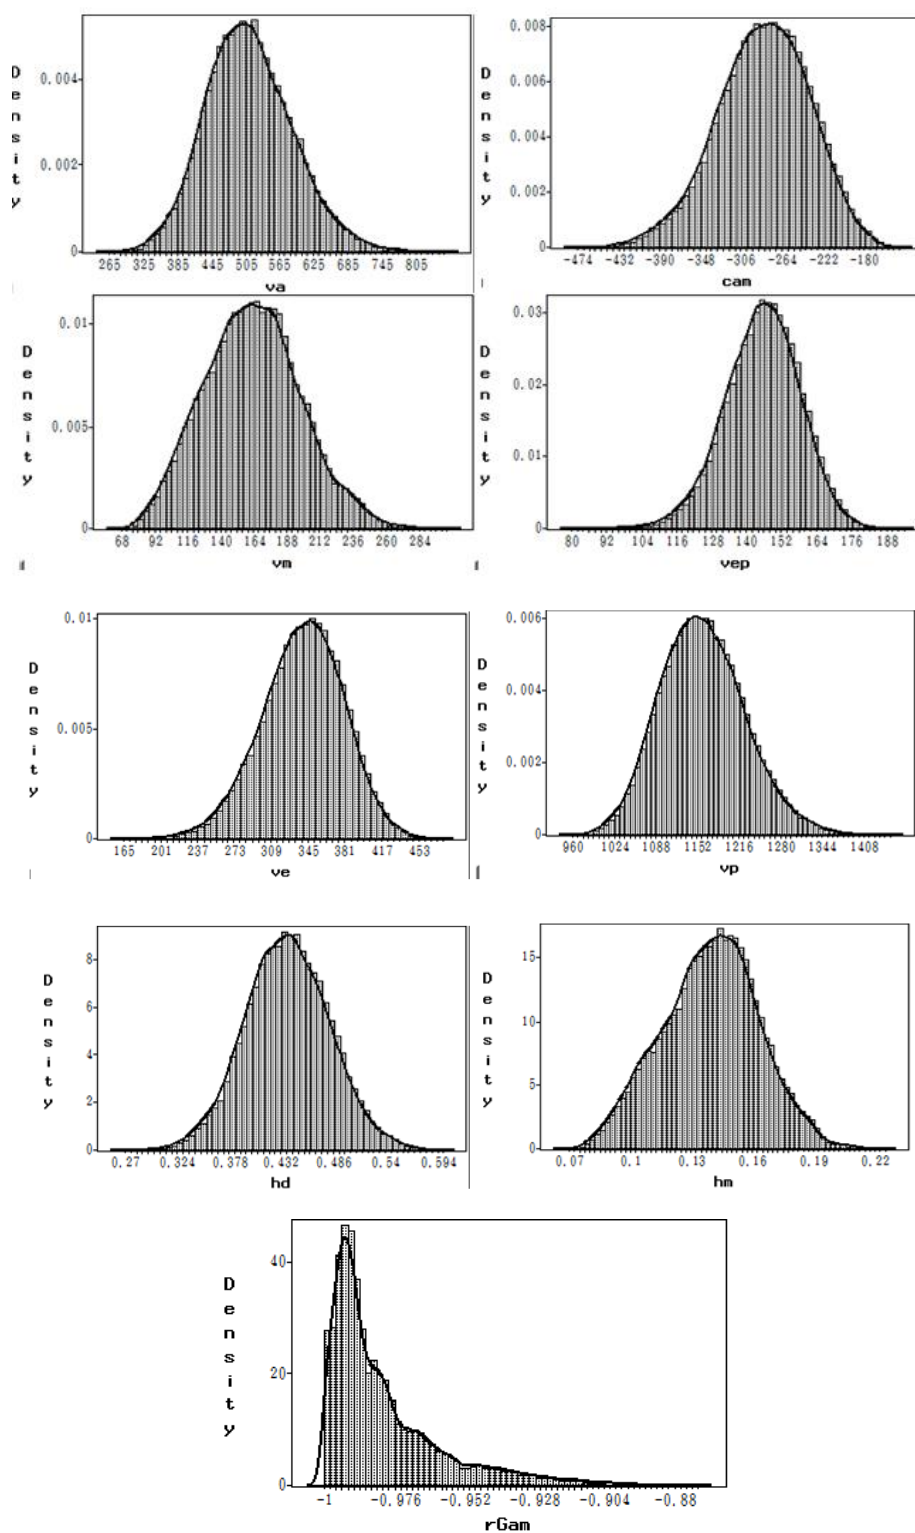 Density
0.004
0.002
0
265 325 385 445 505 565 625 685 745 805
va
Density
0.008
0.006
0.004
0.002
0
-474 -432 -390 -348 -306 -264 -222 -180
cam
Density
0.01
0.005
0
68 92 116 140 164 188 212 236 260 284
vm
Density
0.03
0.02
0.01
0
80 92 104 116 128 140 152 164 176 188
vep
Density
0.01
0.005
0
165 201 237 273 309 345 381 417 453
ve
Density
0.006
0.004
0.002
0
960 1024 1088 1152 1216 1280 1344 1408
vp
Density
8
6
4
2
0
0.27 0.324 0.378 0.432 0.486 0.54 0.594
hd
Density
15
10
5
0
0.07 0.1 0.13 0.16 0.19 0.22
hm
Density
40
20
0
-1 -0.976 -0.952 -0.928 -0.904 -0.88
rGam